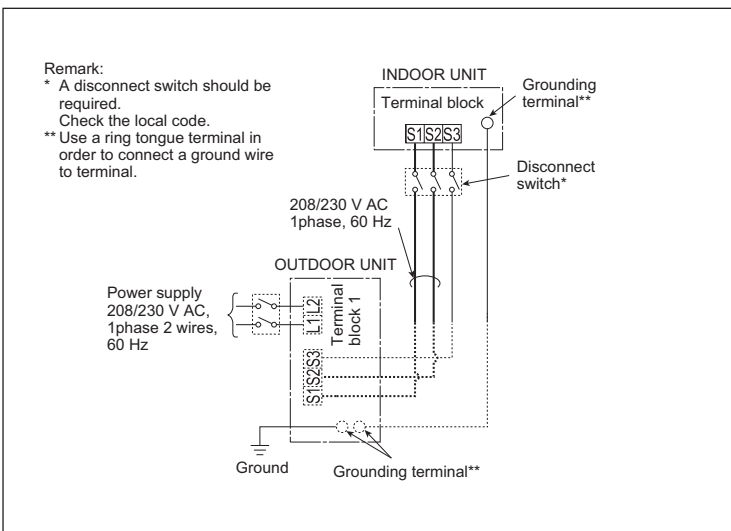 Remark:
* A disconnect switch should be
required.
Check the local code.
** Use a ring tongue terminal in
order to connect a ground wire
to terminal.
INDOOR UNIT
Terminal block
S1 S2 S3
Grounding
terminal**
Disconnect
switch*
208/230 V AC
1phase, 60 Hz
OUTDOOR UNIT
Power supply
208/230 V AC,
1phase 2 wires,
60 Hz
L1 L2
Terminal
block 1
S1 S2 S3
Ground
Grounding terminal**